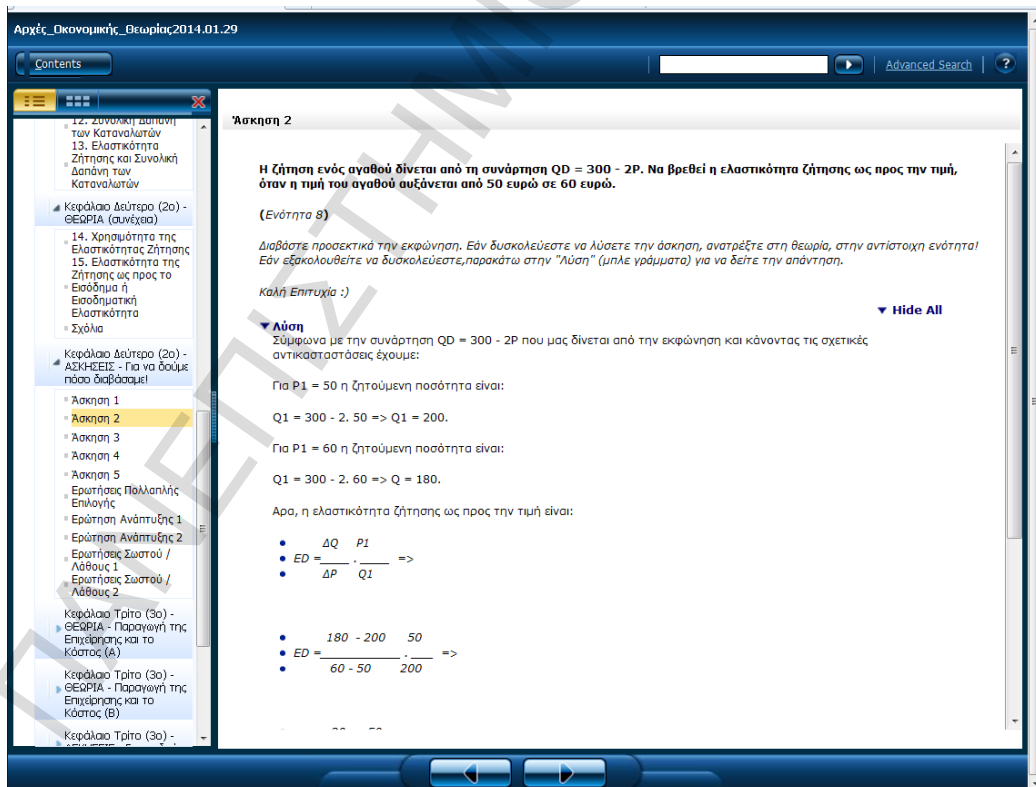 Αρχές_Οικονομικής_Θεωρίας2014.01.29
Contents
Advanced Search
?
12. Συνολική Δαπάνη
των Καταναλωτών
13. Ελαστικότητα
Ζήτησης και Συνολική
Δαπάνη των
Καταναλωτών
Κεφάλαιο Δεύτερο (2ο) -
ΘΕΩΡΙΑ (συνέχεια)
14. Χρησιμότητα της
Ελαστικότητας Ζήτησης
15. Ελαστικότητα της
Ζήτησης ως προς το
Εισόδημα ή
Εισοδηματική
Ελαστικότητα
Σχόλια
Κεφάλαιο Δεύτερο (2ο) -
ΑΣΚΗΣΕΙΣ - Για να δούμε
πόσο διαβάσαμε!
Άσκηση 1
Άσκηση 2
Άσκηση 3
Άσκηση 4
Άσκηση 5
Ερωτήσεις Πολλαπλής
Επιλογής
Ερώτηση Ανάπτυξης 1
Ερώτηση Ανάπτυξης 2
Ερωτήσεις Σωστού /
Λάθους 1
Ερωτήσεις Σωστού /
Λάθους 2
Κεφάλαιο Τρίτο (3ο) -
ΘΕΩΡΙΑ - Παραγωγή της
Επιχείρησης και το
Κόστος (Α)
Κεφάλαιο Τρίτο (3ο) -
ΘΕΩΡΙΑ - Παραγωγή της
Επιχείρησης και το
Κόστος (Β)
Κεφάλαιο Τρίτο (3ο) -
Άσκηση 2
Η ζήτηση ενός αγαθού δίνεται από τη συνάρτηση QD = 300 - 2P. Να βρεθεί η ελαστικότητα ζήτησης ως προς την τιμή,
όταν η τιμή του αγαθού αυξάνεται από 50 ευρώ σε 60 ευρώ.
(Ενότητα 8)
Διαβάστε προσεκτικά την εκφώνηση. Εάν δυσκολεύεστε να λύσετε την άσκηση, ανατρέξτε στη θεωρία, στην αντίστοιχη ενότητα!
Εάν εξακολουθείτε να δυσκολεύεστε,παρακάτω στην "Λύση" (μπλε γράμματα) για να δείτε την απάντηση.
Καλή Επιτυχία :)
Hide All
Λύση
Σύμφωνα με την συνάρτηση QD = 300 - 2P που μας δίνεται από την εκφώνηση και κάνοντας τις σχετικές
αντικασταστάσεις έχουμε:
Για P1 = 50 η ζητούμενη ποσότητα είναι:
Q1 = 300 - 2. 50 => Q1 = 200.
Για P1 = 60 η ζητούμενη ποσότητα είναι:
Q1 = 300 - 2. 60 => Q = 180.
Αρα, η ελαστικότητα ζήτησης ως προς την τιμή είναι:
ΔQ P1
ED =_____ ._____ =>
ΔP Q1
180 - 200 50
ED =___________ .___ =>
60 - 50 200
ΠΑΝΕΠΙΣΤΗΜΙΟ